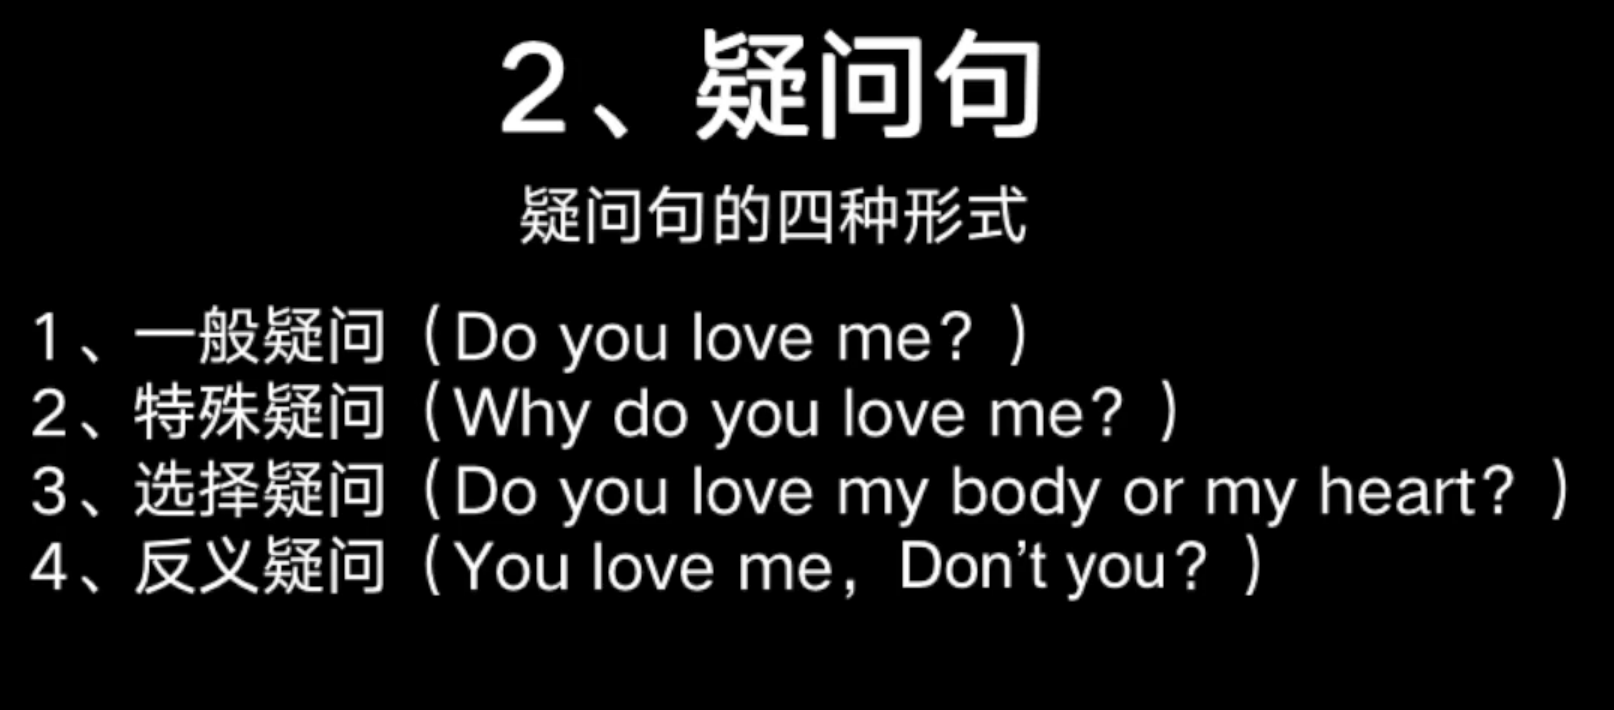 2、疑问句
疑问句的四种形式
1、一般疑问（Do you love me？）
2、特殊疑问（Why do you love me？）
3、选择疑问（Do you love my body or my heart？）
4、反义疑问（You love me，Don't you？）